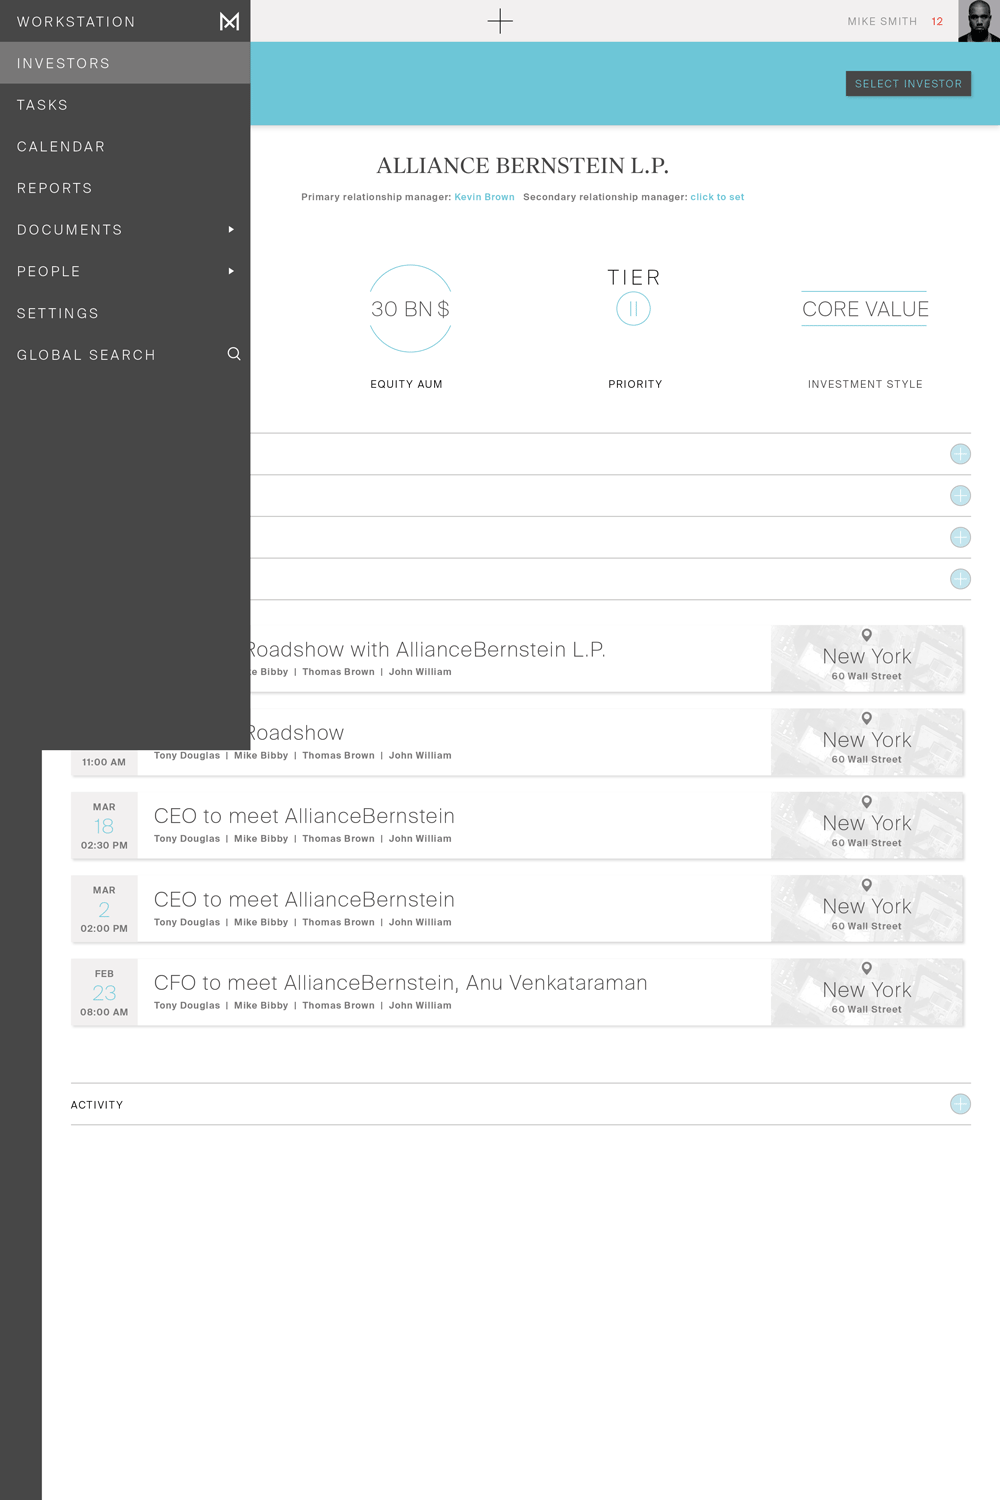 WORKSTATION
MIKE SMITH 12
INVESTORS
SELECT INVESTOR
TASKS
CALENDAR
REPORTS
DOCUMENTS
PEOPLE
SETTINGS
GLOBAL SEARCH
ALLIANCE BERNSTEIN L.P.
Primary relationship manager: Kevin Brown Secondary relationship manager: click to set
30 BN $
EQUITY AUM
TIER
II
PRIORITY
CORE VALUE
INVESTMENT STYLE
Roadshow with AllianceBernstein L.P.
Bibby | Thomas Brown | John William
New York
60 Wall Street
11:00 AM
Roadshow
Tony Douglas | Mike Bibby | Thomas Brown | John William
New York
60 Wall Street
MAR
18
02:30 PM
CEO to meet AllianceBernstein
Tony Douglas | Mike Bibby | Thomas Brown | John William
New York
60 Wall Street
MAR
2
02:00 PM
CEO to meet AllianceBernstein
Tony Douglas | Mike Bibby | Thomas Brown | John William
New York
60 Wall Street
FEB
23
08:00 AM
CFO to meet AllianceBernstein, Anu Venkataraman
Tony Douglas | Mike Bibby | Thomas Brown | John William
New York
60 Wall Street
ACTIVITY